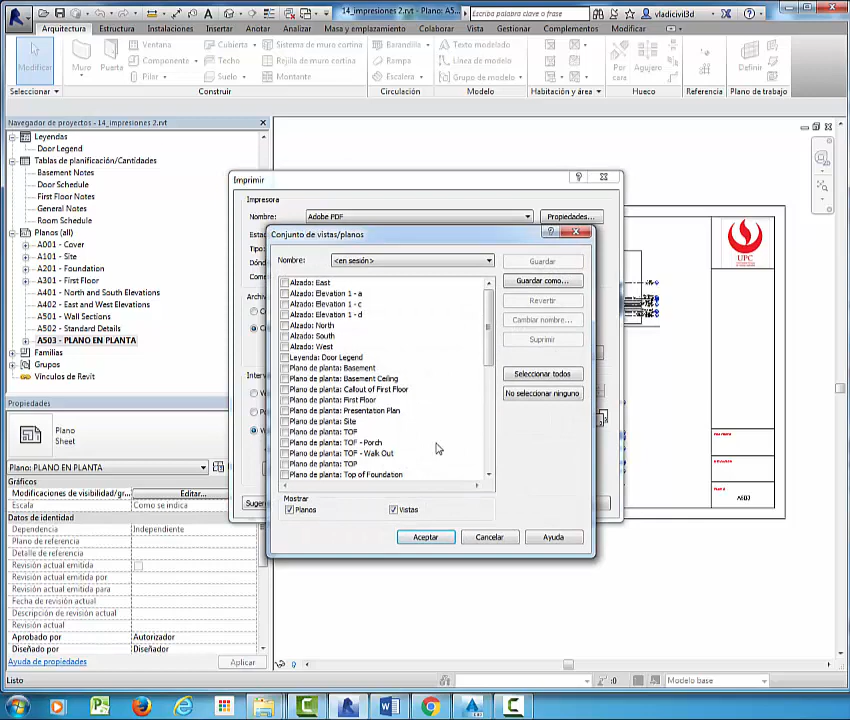 14_impresiones 2.rvt - Plano: A5...
Escriba palabra clave o frase
vladicivil3d
Arquitectura Estructura Instalaciones Insertar Anotar Analizar Masa y emplazamiento Colaborar Vista Gestionar Complementos Modificar
Modificar
Muro
Puerta
Ventana
Componente
Pilar
Cubierta
Techo
Suelo
Sistema de muro cortina
Rejilla de muro cortina
Montante
Barandilla
Rampa
Escalera
Texto modelado
Línea de modelo
Grupo de modelo
Por cara
Agujero
Definir
Seleccionar
Construir
Circulación
Modelo
Habitación y área
Hueco
Referencia
Plano de trabajo
Navegador de proyectos - 14_impresiones 2.rvt
Leyendas
Door Legend
Tablas de planificación/Cantidades
Basement Notes
Door Schedule
First Floor Notes
General Notes
Room Schedule
Planos (all)
A001 - Cover
A101 - Site
A201 - Foundation
A301 - First Floor
A401 - North and South Elevations
A402 - East and West Elevations
A501 - Wall Sections
A502 - Standard Details
A503 - PLANO EN PLANTA
Familias
Grupos
Vínculos de Revit
Propiedades
Plano
Sheet
Plano: PLANO EN PLANTA
Editar tipo
Gráficos
Modificaciones de visibilidad/gr... Editar...
Escala Como se indica
Datos de identidad
Dependencia Independiente
Plano de referencia
Detalle de referencia
Revisión actual emitida
Revisión actual emitida por
Revisión actual emitida para
Fecha de revisión actual
Descripción de revisión actual
Revisión actual
Aprobado por Autorizador
Diseñado por Diseñador
Ayuda de propiedades
Aplicar
Listo
:0
Modelo base
Imprimir
Impresora
Nombre: Adobe PDF
Propiedades...
Conjunto de vistas/planos
Nombre: <en sesión>
Alzado: East
Alzado: Elevation 1 - a
Alzado: Elevation 1 - c
Alzado: Elevation 1 - d
Alzado: North
Alzado: South
Alzado: West
Leyenda: Door Legend
Plano de planta: Basement
Plano de planta: Basement Ceiling
Plano de planta: Callout of First Floor
Plano de planta: First Floor
Plano de planta: Presentation Plan
Plano de planta: Site
Plano de planta: TOF
Plano de planta: TOF - Porch
Plano de planta: TOF - Walk Out
Plano de planta: TOP
Plano de planta: Top of Foundation
Guardar
Guardar como...
Revertir
Cambiar nombre...
Suprimir
Seleccionar todos
No seleccionar ninguno
Mostrar
Planos
Vistas
Aceptar
Cancelar
Ayuda
UPC
A503